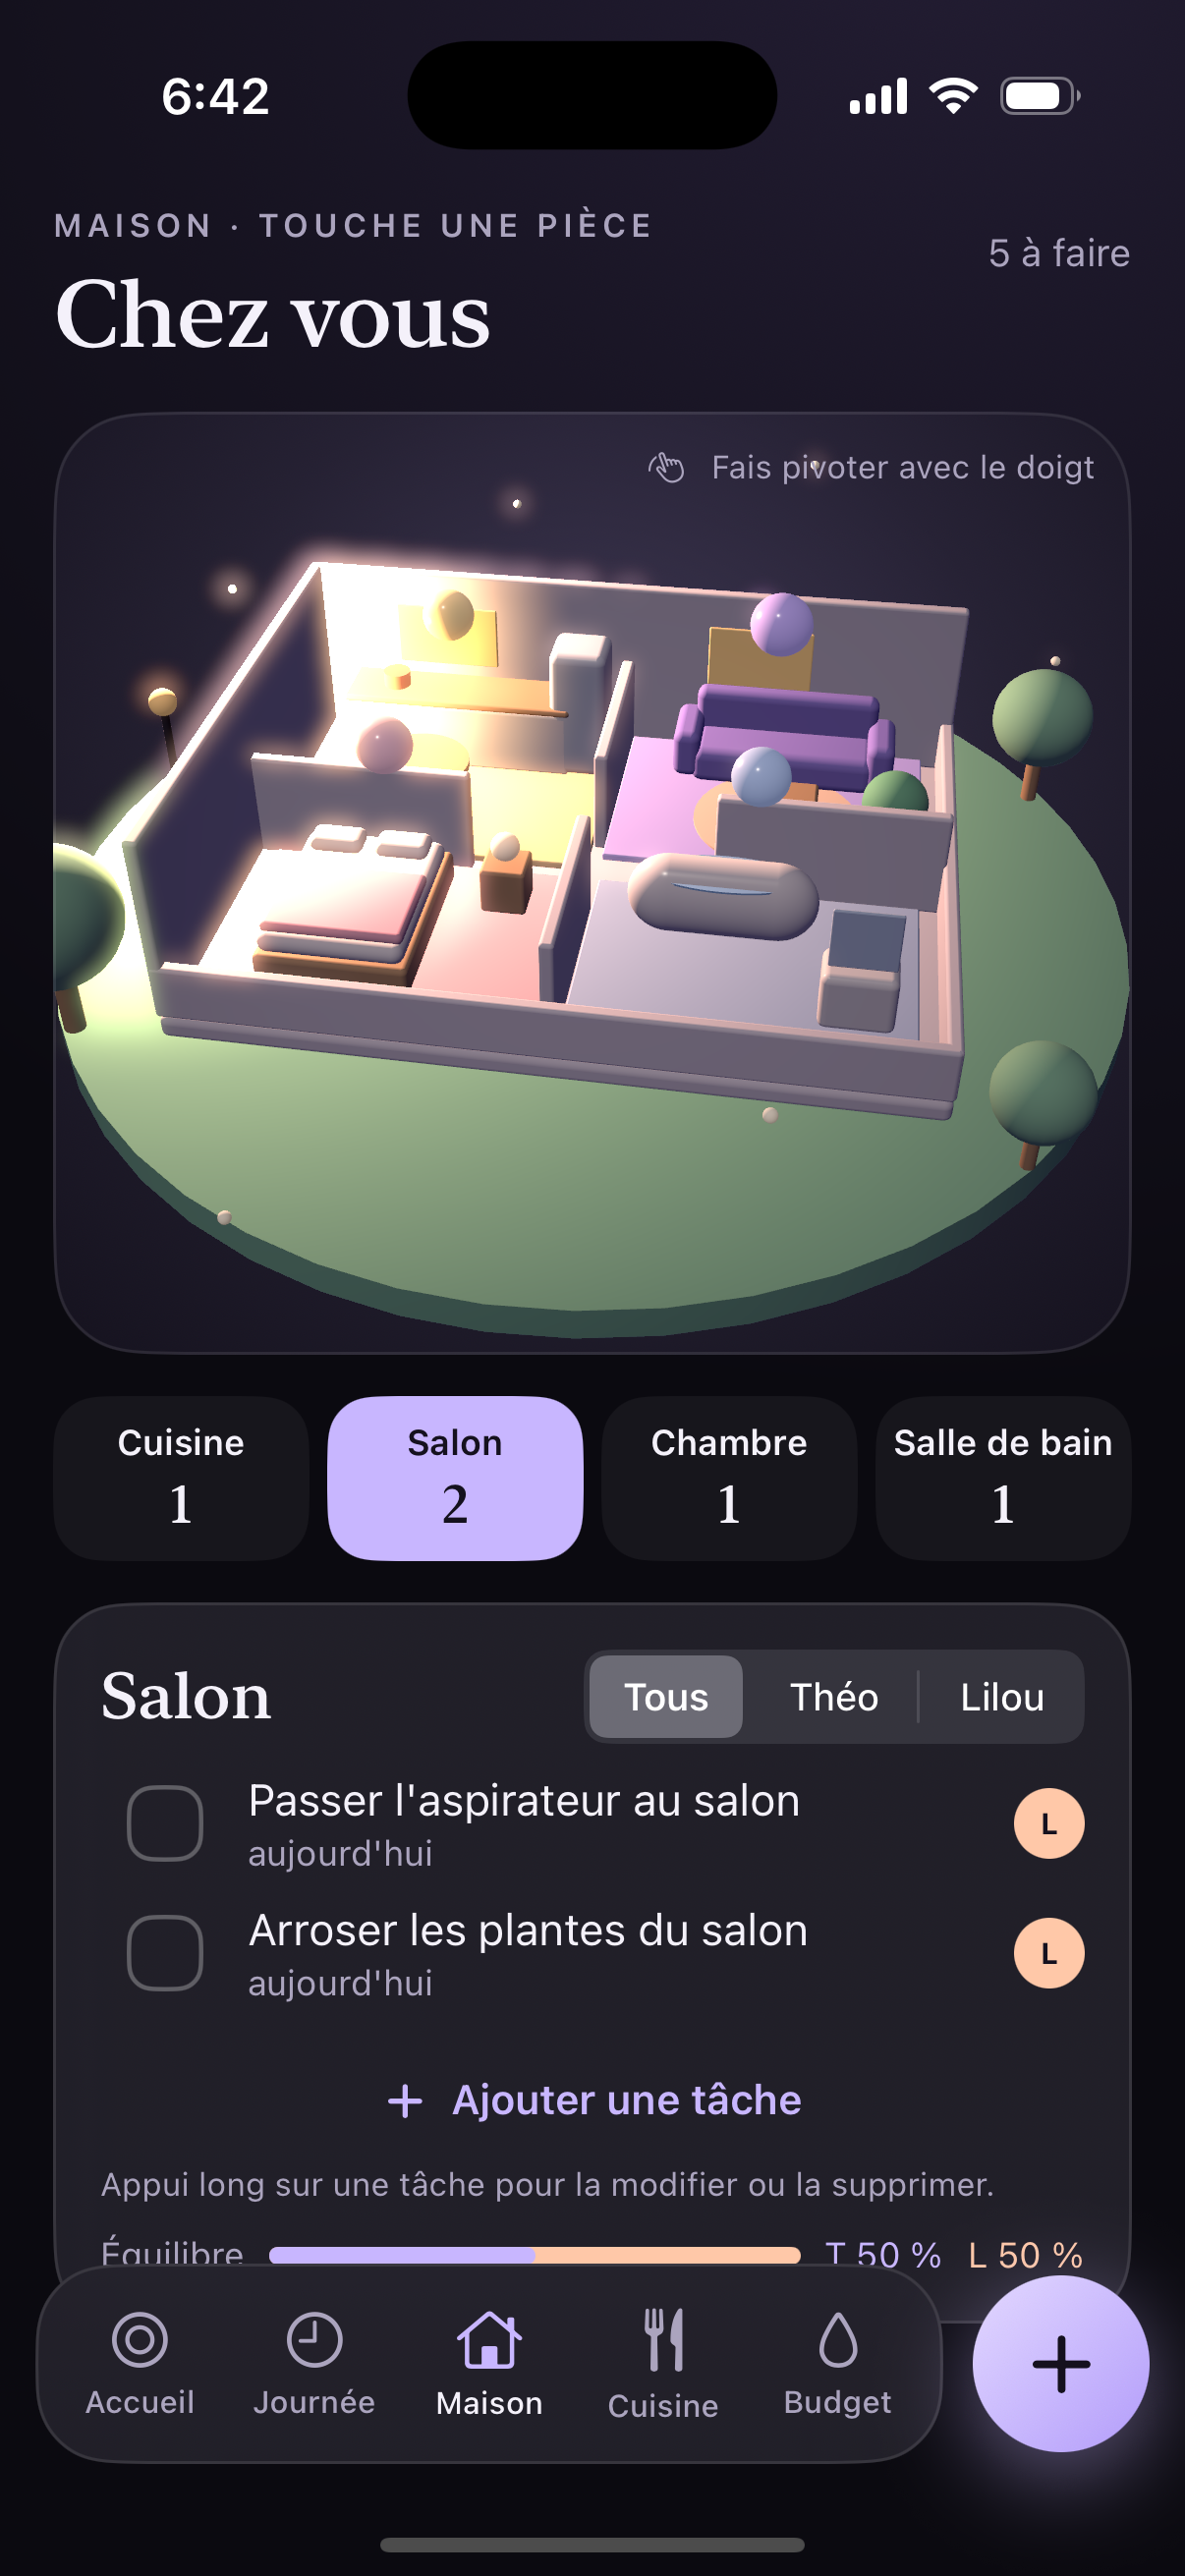 6:42
MAISON · TOUCHE UNE PIÈCE
5 à faire
Chez vous
Fais pivoter avec le doigt
Cuisine
1
Salon
2
Chambre
1
Salle de bain
1
Salon
Tous
Théo
Lilou
Passer l'aspirateur au salon
aujourd'hui
L
Arroser les plantes du salon
aujourd'hui
L
+ Ajouter une tâche
Appui long sur une tâche pour la modifier ou la supprimer.
Équilibre
T 50 %
L 50 %
Accueil
Journée
Maison
Cuisine
Budget